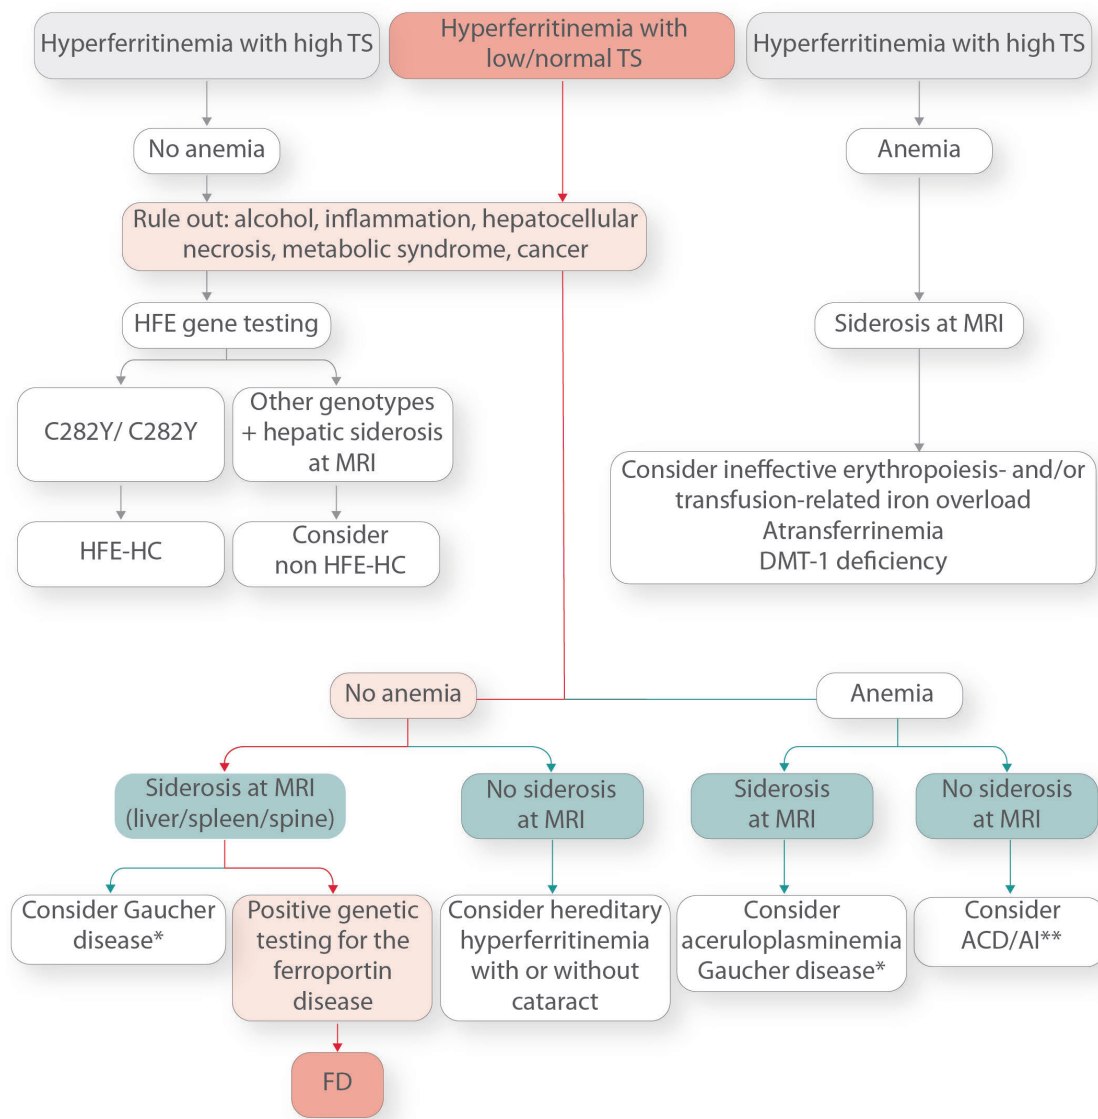 Hyperferritinemia with high TS
Hyperferritinemia with
low/normal TS
Hyperferritinemia with high TS
No anemia
Anemia
Rule out: alcohol, inflammation, hepatocellular
necrosis, metabolic syndrome, cancer
HFE gene testing
Siderosis at MRI
C282Y/ C282Y
Other genotypes
+ hepatic siderosis
at MRI
Consider ineffective erythropoiesis- and/or
transfusion-related iron overload
Atransferrinemia
DMT-1 deficiency
HFE-HC
Consider
non HFE-HC
No anemia
Anemia
Siderosis at MRI
(liver/spleen/spine)
No siderosis
at MRI
Siderosis
at MRI
No siderosis
at MRI
Consider Gaucher
disease*
Positive genetic
testing for the
ferroportin
disease
Consider hereditary
hyperferritinemia
with or without
cataract
Consider
aceruloplasminemia
Gaucher disease*
Consider
ACD/AI**
FD